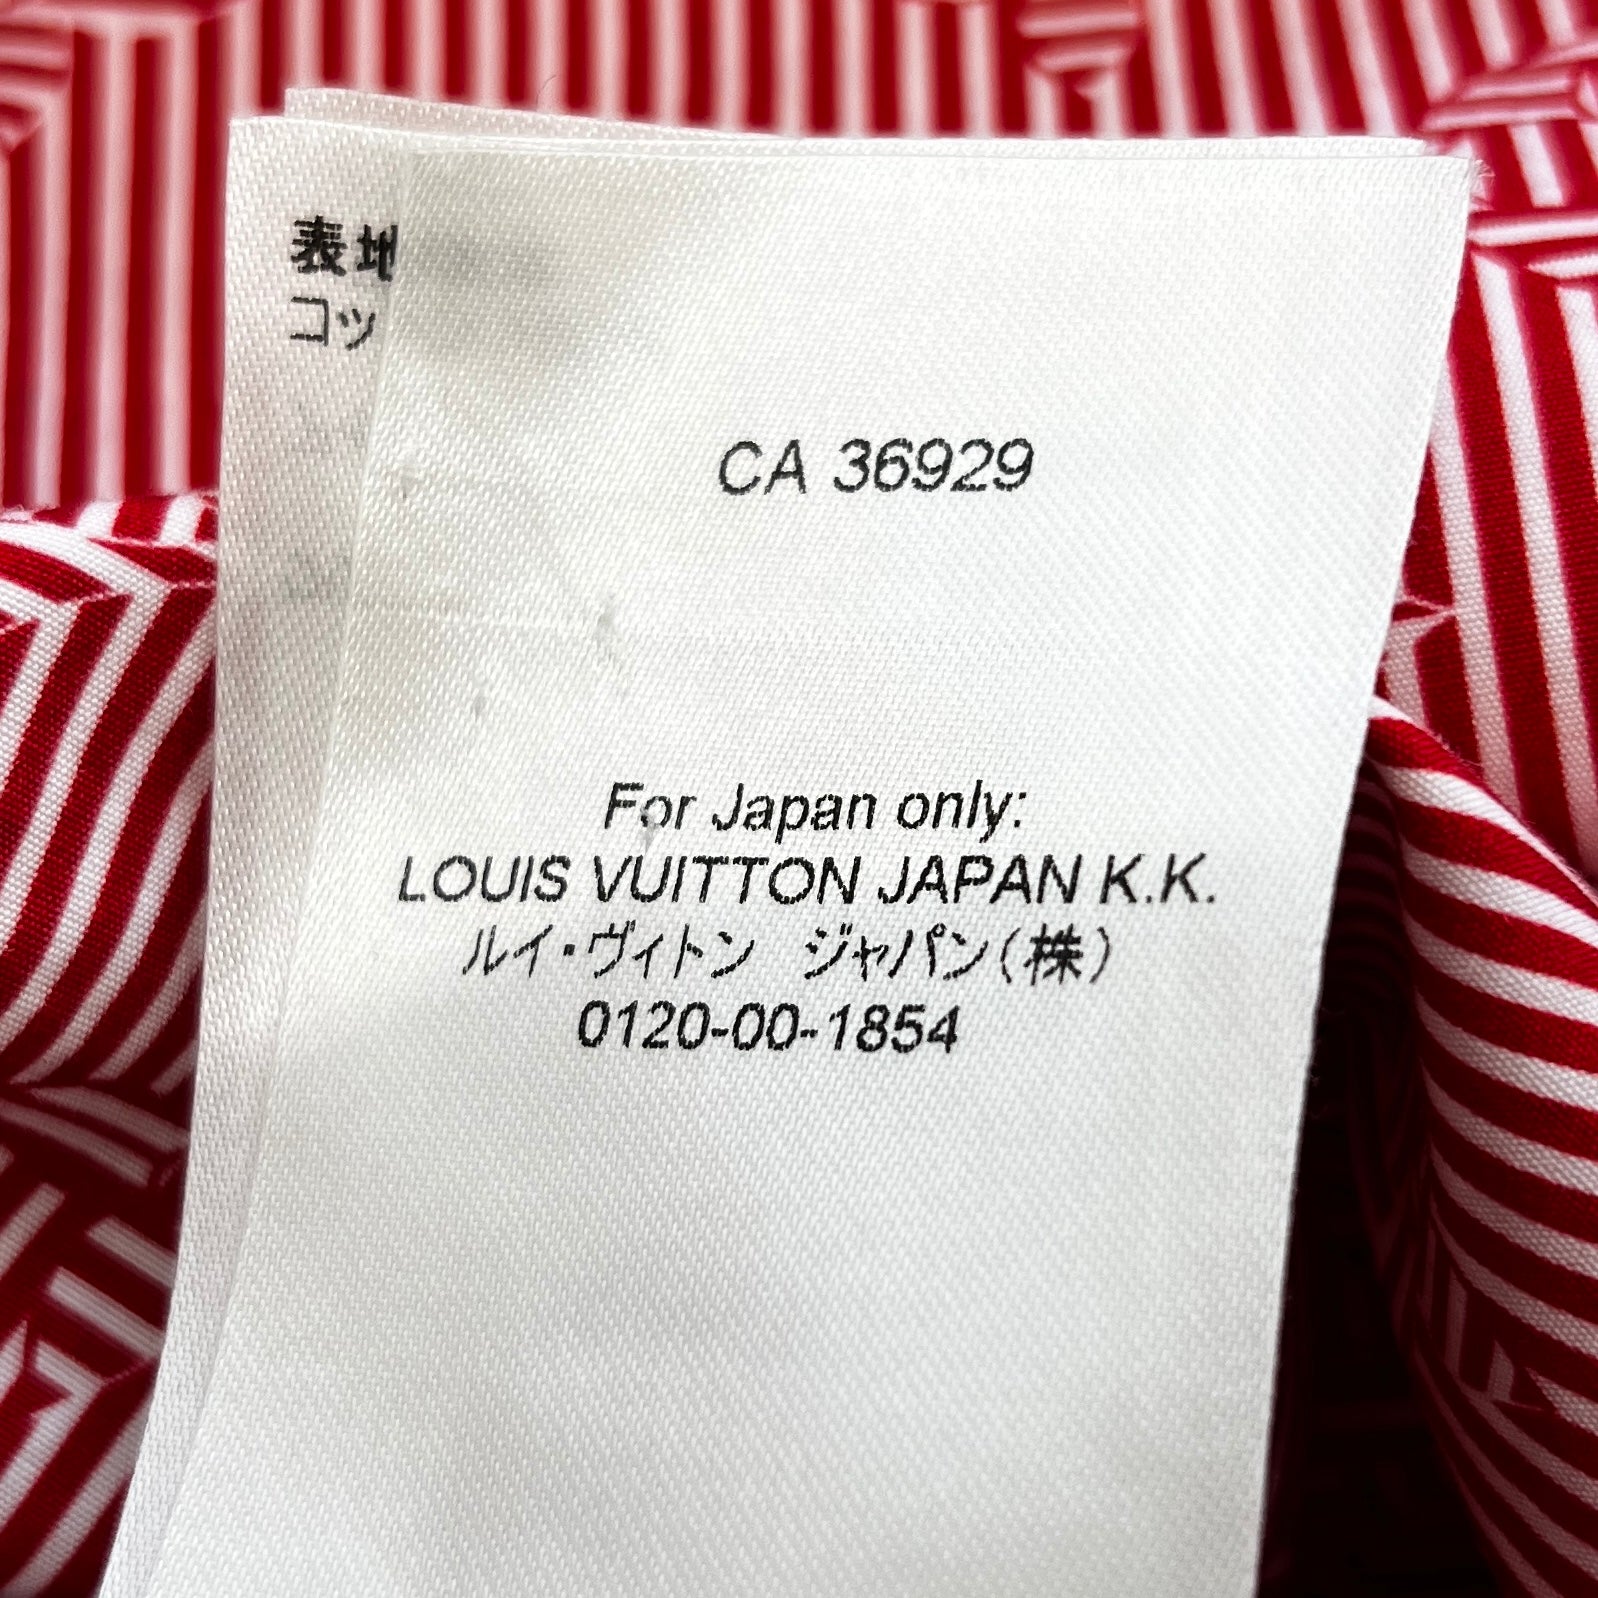 表地
コッ
CA 36929
For Japan only:
LOUIS VUITTON JAPAN K.K.
ルイ・ヴィトン ジャパン(株)
0120-00-1854